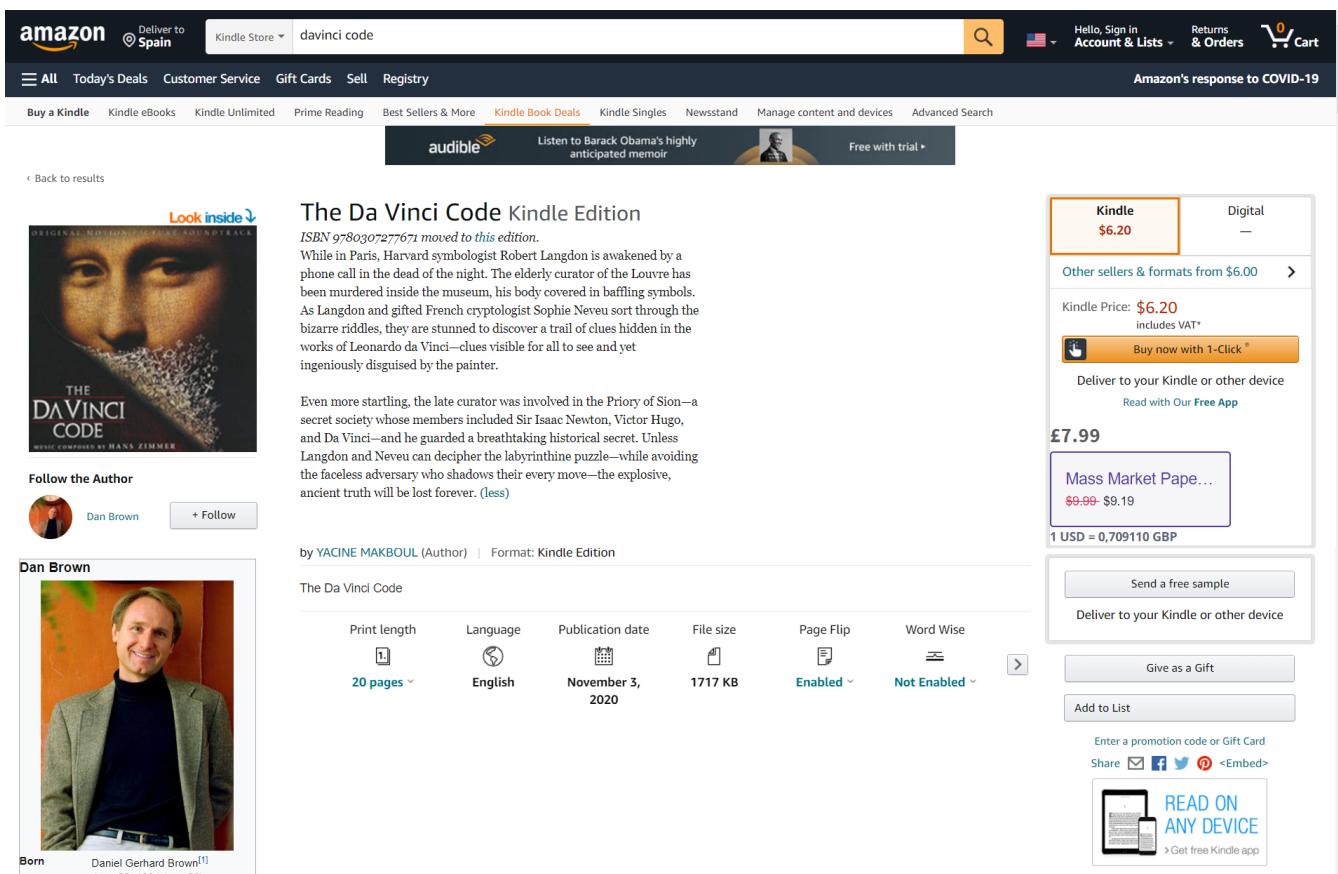 amazon
Deliver to
Spain
Kindle Store
davinci code
Hello, Sign in
Account & Lists
Returns
& Orders
0
Cart
All Today's Deals Customer Service Gift Cards Sell Registry
Amazon's response to COVID-19
Buy a Kindle Kindle eBooks Kindle Unlimited Prime Reading Best Sellers & More Kindle Book Deals Kindle Singles Newsstand Manage content and devices Advanced Search
audible
Listen to Barack Obama's highly
anticipated memoir
Free with trial ▸
‹ Back to results
Look inside
ORIGINAL MOTION PICTURE SOUNDTRACK
THE
DA VINCI
CODE
MUSIC COMPOSED BY HANS ZIMMER
Follow the Author
Dan Brown
+ Follow
Dan Brown
Born Daniel Gerhard Brown[1]
The Da Vinci Code Kindle Edition
ISBN 9780307277671 moved to this edition.
While in Paris, Harvard symbologist Robert Langdon is awakened by a
phone call in the dead of the night. The elderly curator of the Louvre has
been murdered inside the museum, his body covered in baffling symbols.
As Langdon and gifted French cryptologist Sophie Neveu sort through the
bizarre riddles, they are stunned to discover a trail of clues hidden in the
works of Leonardo da Vinci—clues visible for all to see and yet
ingeniously disguised by the painter.
Even more startling, the late curator was involved in the Priory of Sion—a
secret society whose members included Sir Isaac Newton, Victor Hugo,
and Da Vinci—and he guarded a breathtaking historical secret. Unless
Langdon and Neveu can decipher the labyrinthine puzzle—while avoiding
the faceless adversary who shadows their every move—the explosive,
ancient truth will be lost forever. (less)
by YACINE MAKBOUL (Author) | Format: Kindle Edition
The Da Vinci Code
Print length Language Publication date File size Page Flip Word Wise
1.
20 pages English November 3, 1717 KB Enabled Not Enabled
2020
Kindle
$6.20
Digital
—
Other sellers & formats from $6.00
Kindle Price: $6.20
includes VAT*
Buy now with 1-Click ®
Deliver to your Kindle or other device
Read with Our Free App
£7.99
Mass Market Pape…
$9.99 $9.19
1 USD = 0,709110 GBP
Send a free sample
Deliver to your Kindle or other device
Give as a Gift
Add to List
Enter a promotion code or Gift Card
Share <Embed>
READ ON
ANY DEVICE
› Get free Kindle app